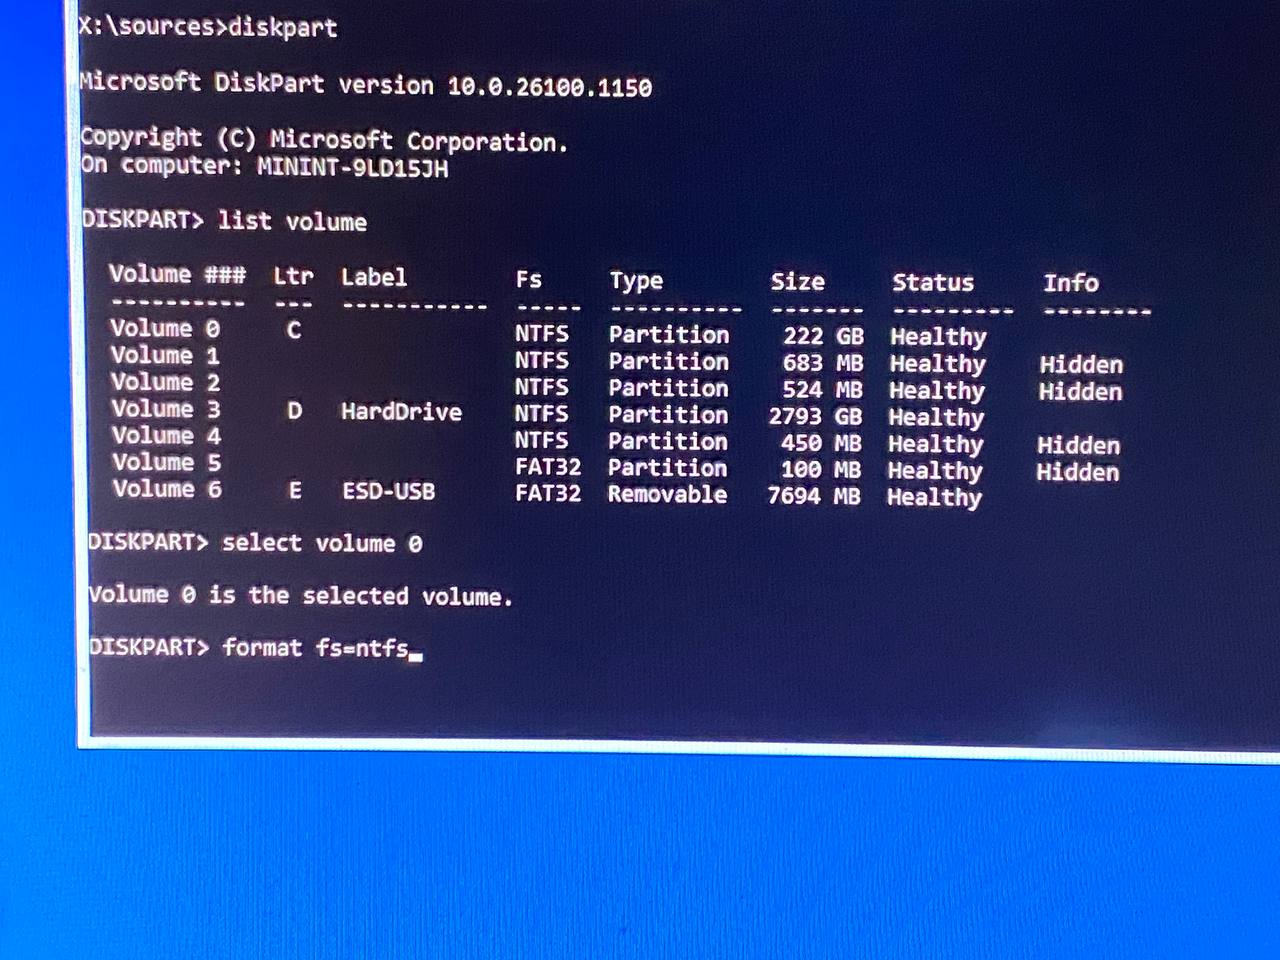 X:\sources>diskpart
Microsoft DiskPart version 10.0.26100.1150
Copyright (C) Microsoft Corporation.
On computer: MININT-9LD15JH
DISKPART> list volume
Volume ### Ltr Label Fs Type Size Status Info
---------- --- ----------- ----- ---------- ------- --------- --------
Volume 0 C NTFS Partition 222 GB Healthy
Volume 1 NTFS Partition 683 MB Healthy Hidden
Volume 2 NTFS Partition 524 MB Healthy Hidden
Volume 3 D HardDrive NTFS Partition 2793 GB Healthy
Volume 4 NTFS Partition 450 MB Healthy Hidden
Volume 5 FAT32 Partition 100 MB Healthy Hidden
Volume 6 E ESD-USB FAT32 Removable 7694 MB Healthy
DISKPART> select volume 0
Volume 0 is the selected volume.
DISKPART> format fs=ntfs_